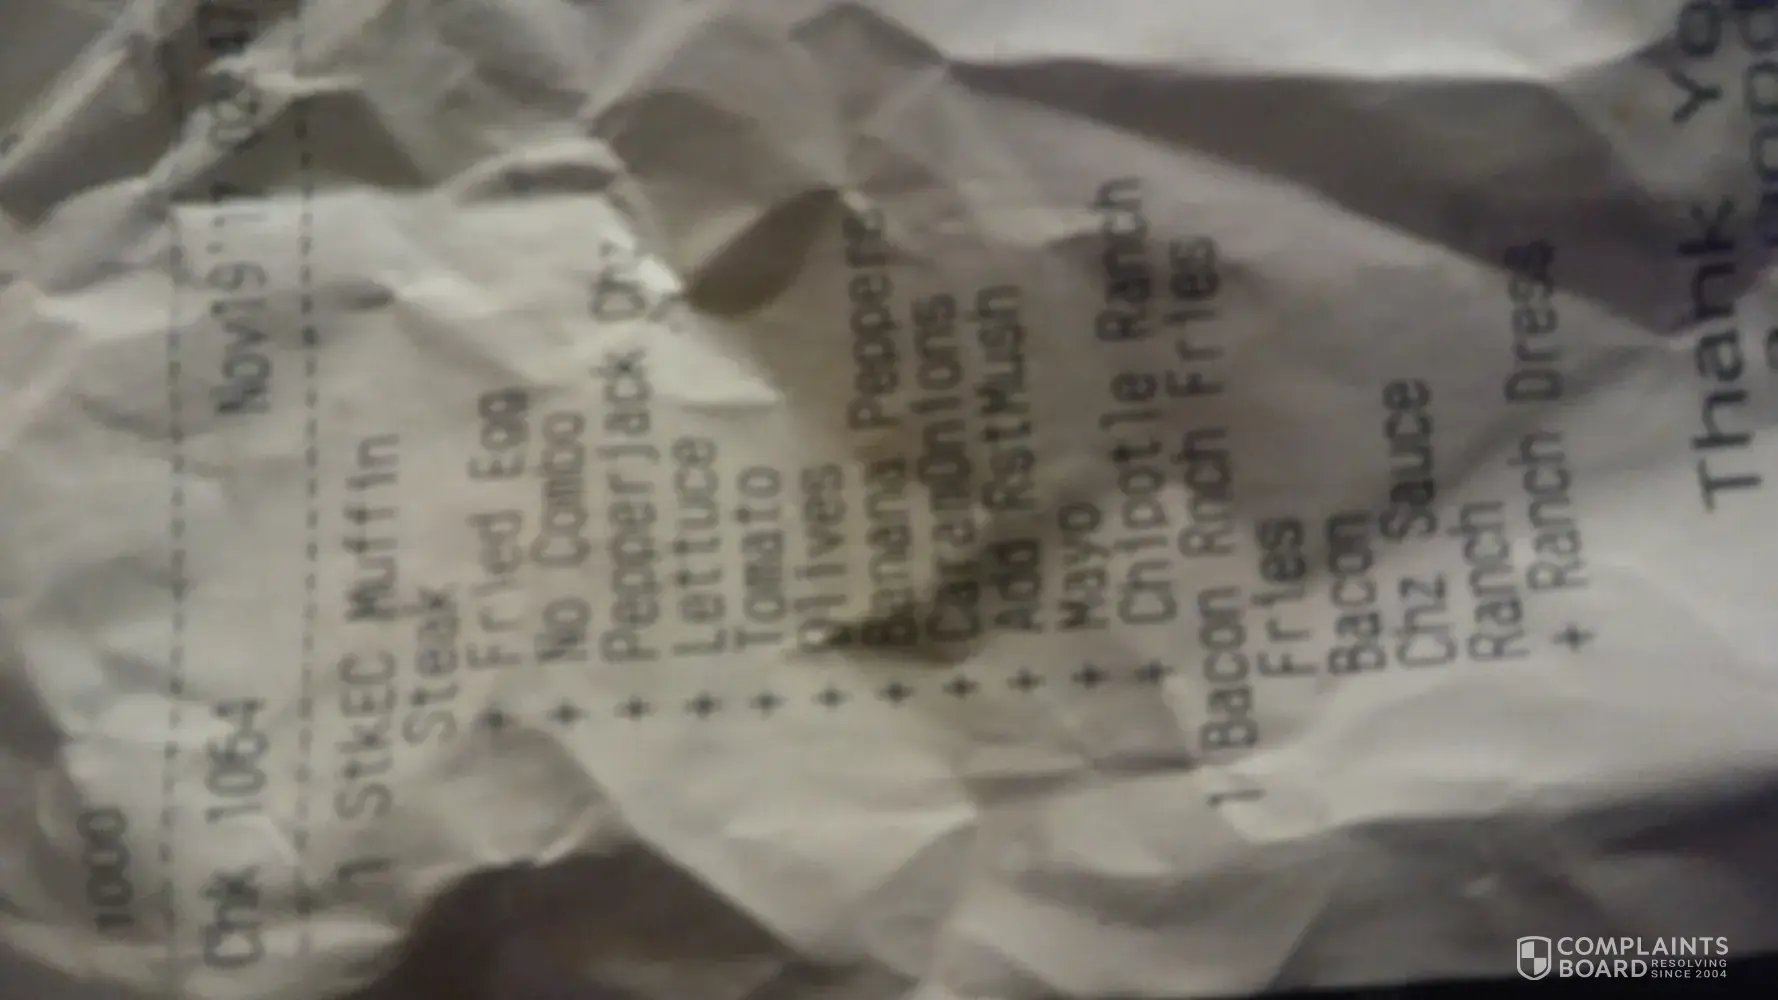 1000
Chk 1064 Nov19'17
1 StkEC Muffin
Steak
+ Fried Egg
+ No Combo
+ Pepperjack Chz
+ Lettuce
+ Tomato
+ Olives
+ Banana Peppers
+ CaramOnions
+ Add RstMush
+ Mayo
+ Chipotle Ranch
1 Bacon Rnch Fries
Fries
Bacon
Chz Sauce
Ranch
+ Ranch Dress
Thank
COMPLAINTS
BOARD RESOLVING
SINCE 2004